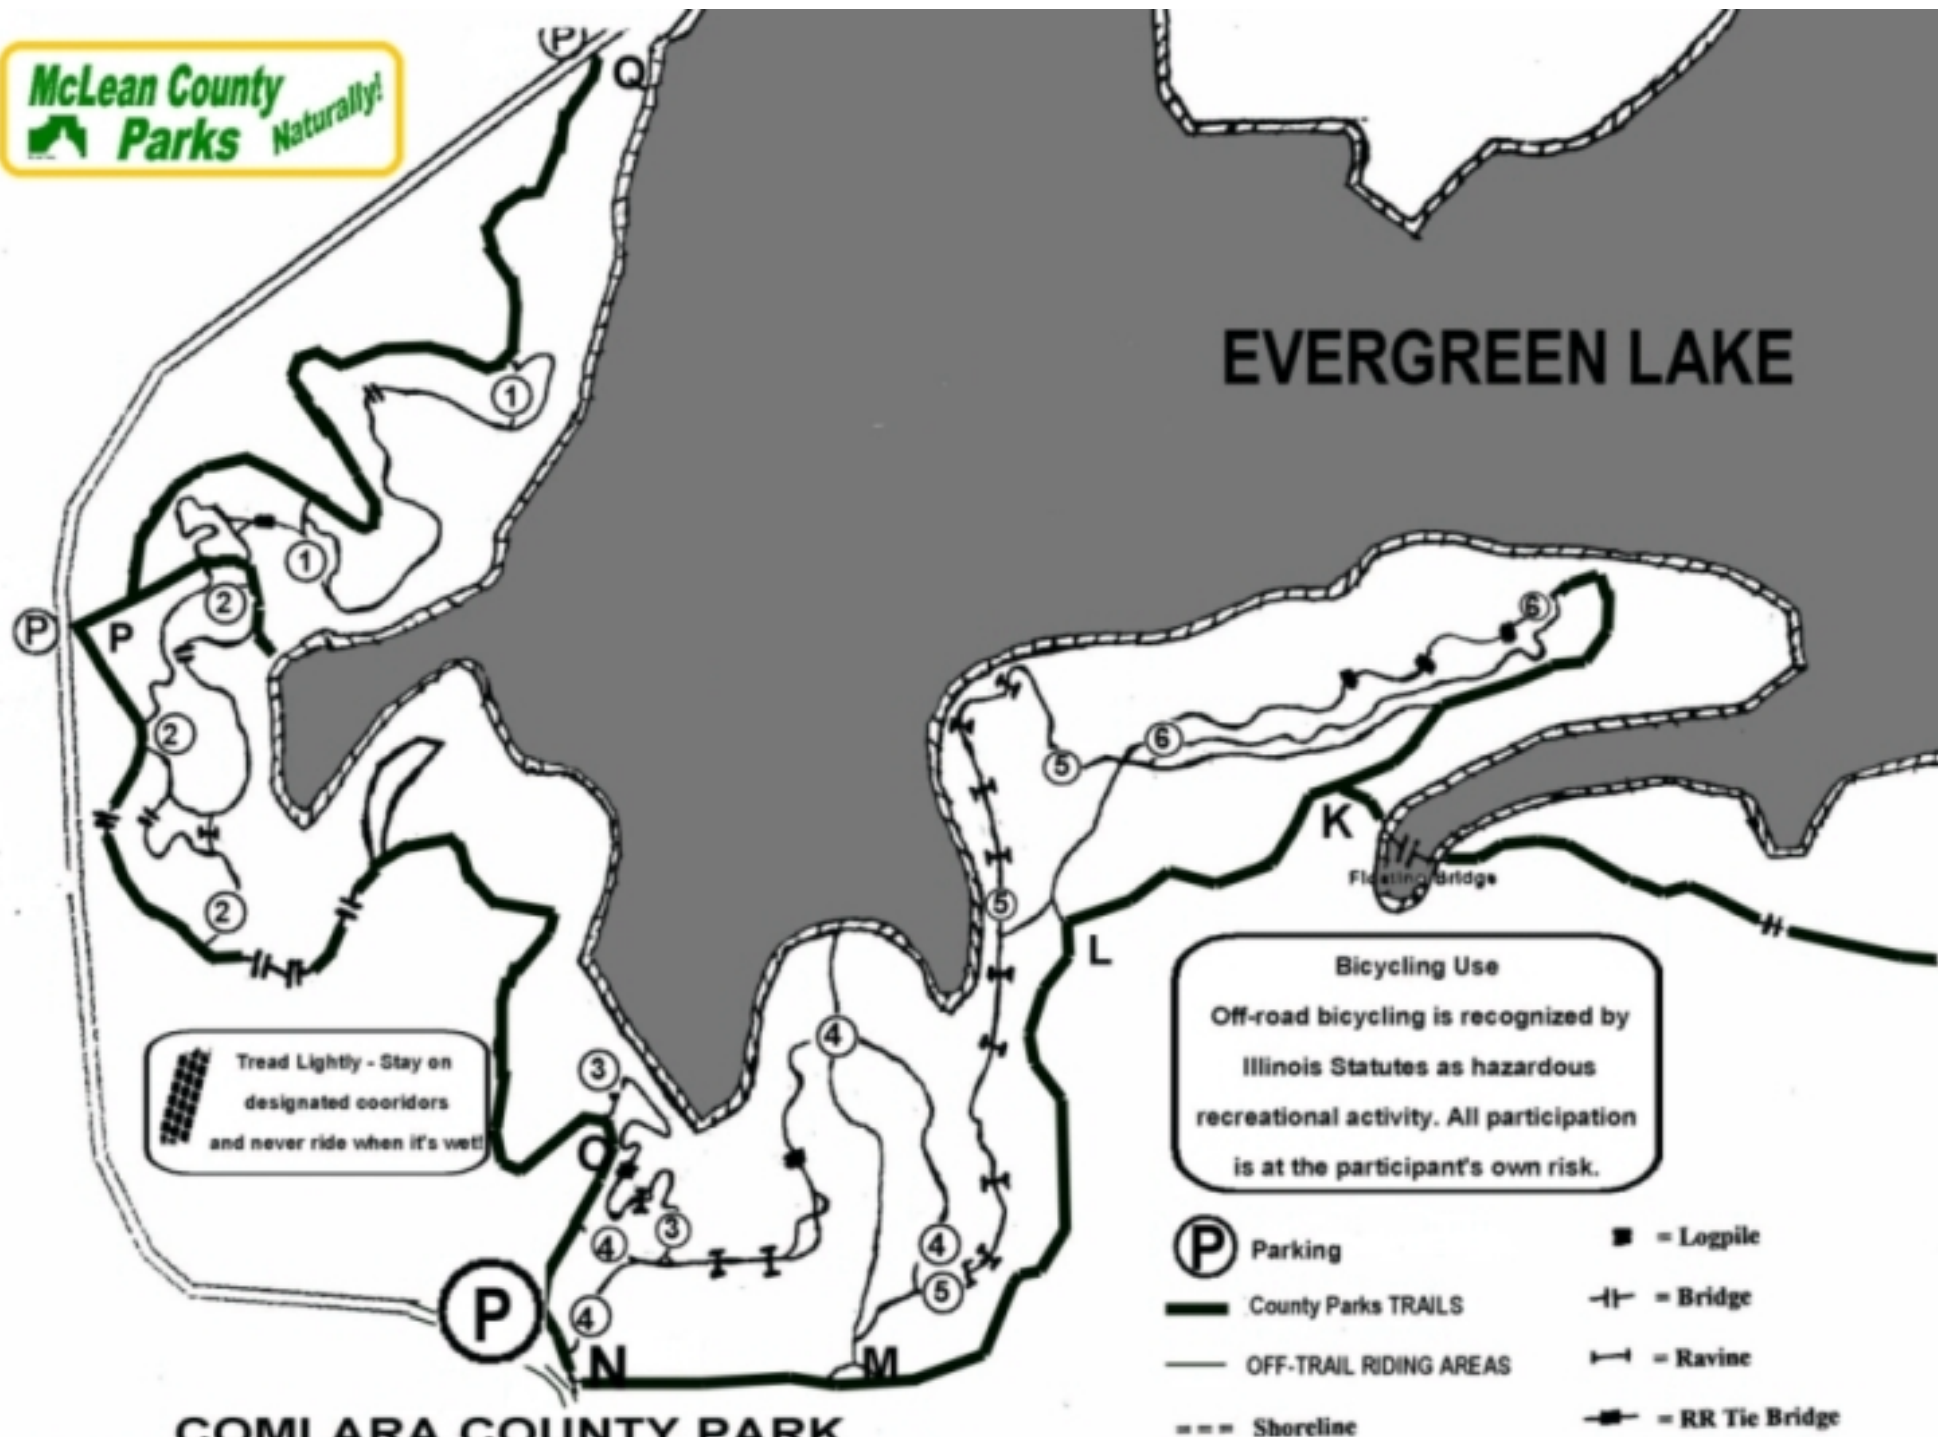 P
Q
McLean County
Parks Naturally!
EVERGREEN LAKE
1
1
2
P
P
2
2
6
6
5
K
Floating Bridge
5
L
Bicycling Use
Off-road bicycling is recognized by
Illinois Statutes as hazardous
recreational activity. All participation
is at the participant's own risk.
Tread Lightly - Stay on
designated cooridors
and never ride when it's wet!
3
4
O
3
4
4
5
P
4
N
M
P Parking
County Parks TRAILS
OFF-TRAIL RIDING AREAS
Shoreline
= Logpile
= Bridge
= Ravine
= RR Tie Bridge
COMLARA COUNTY PARK